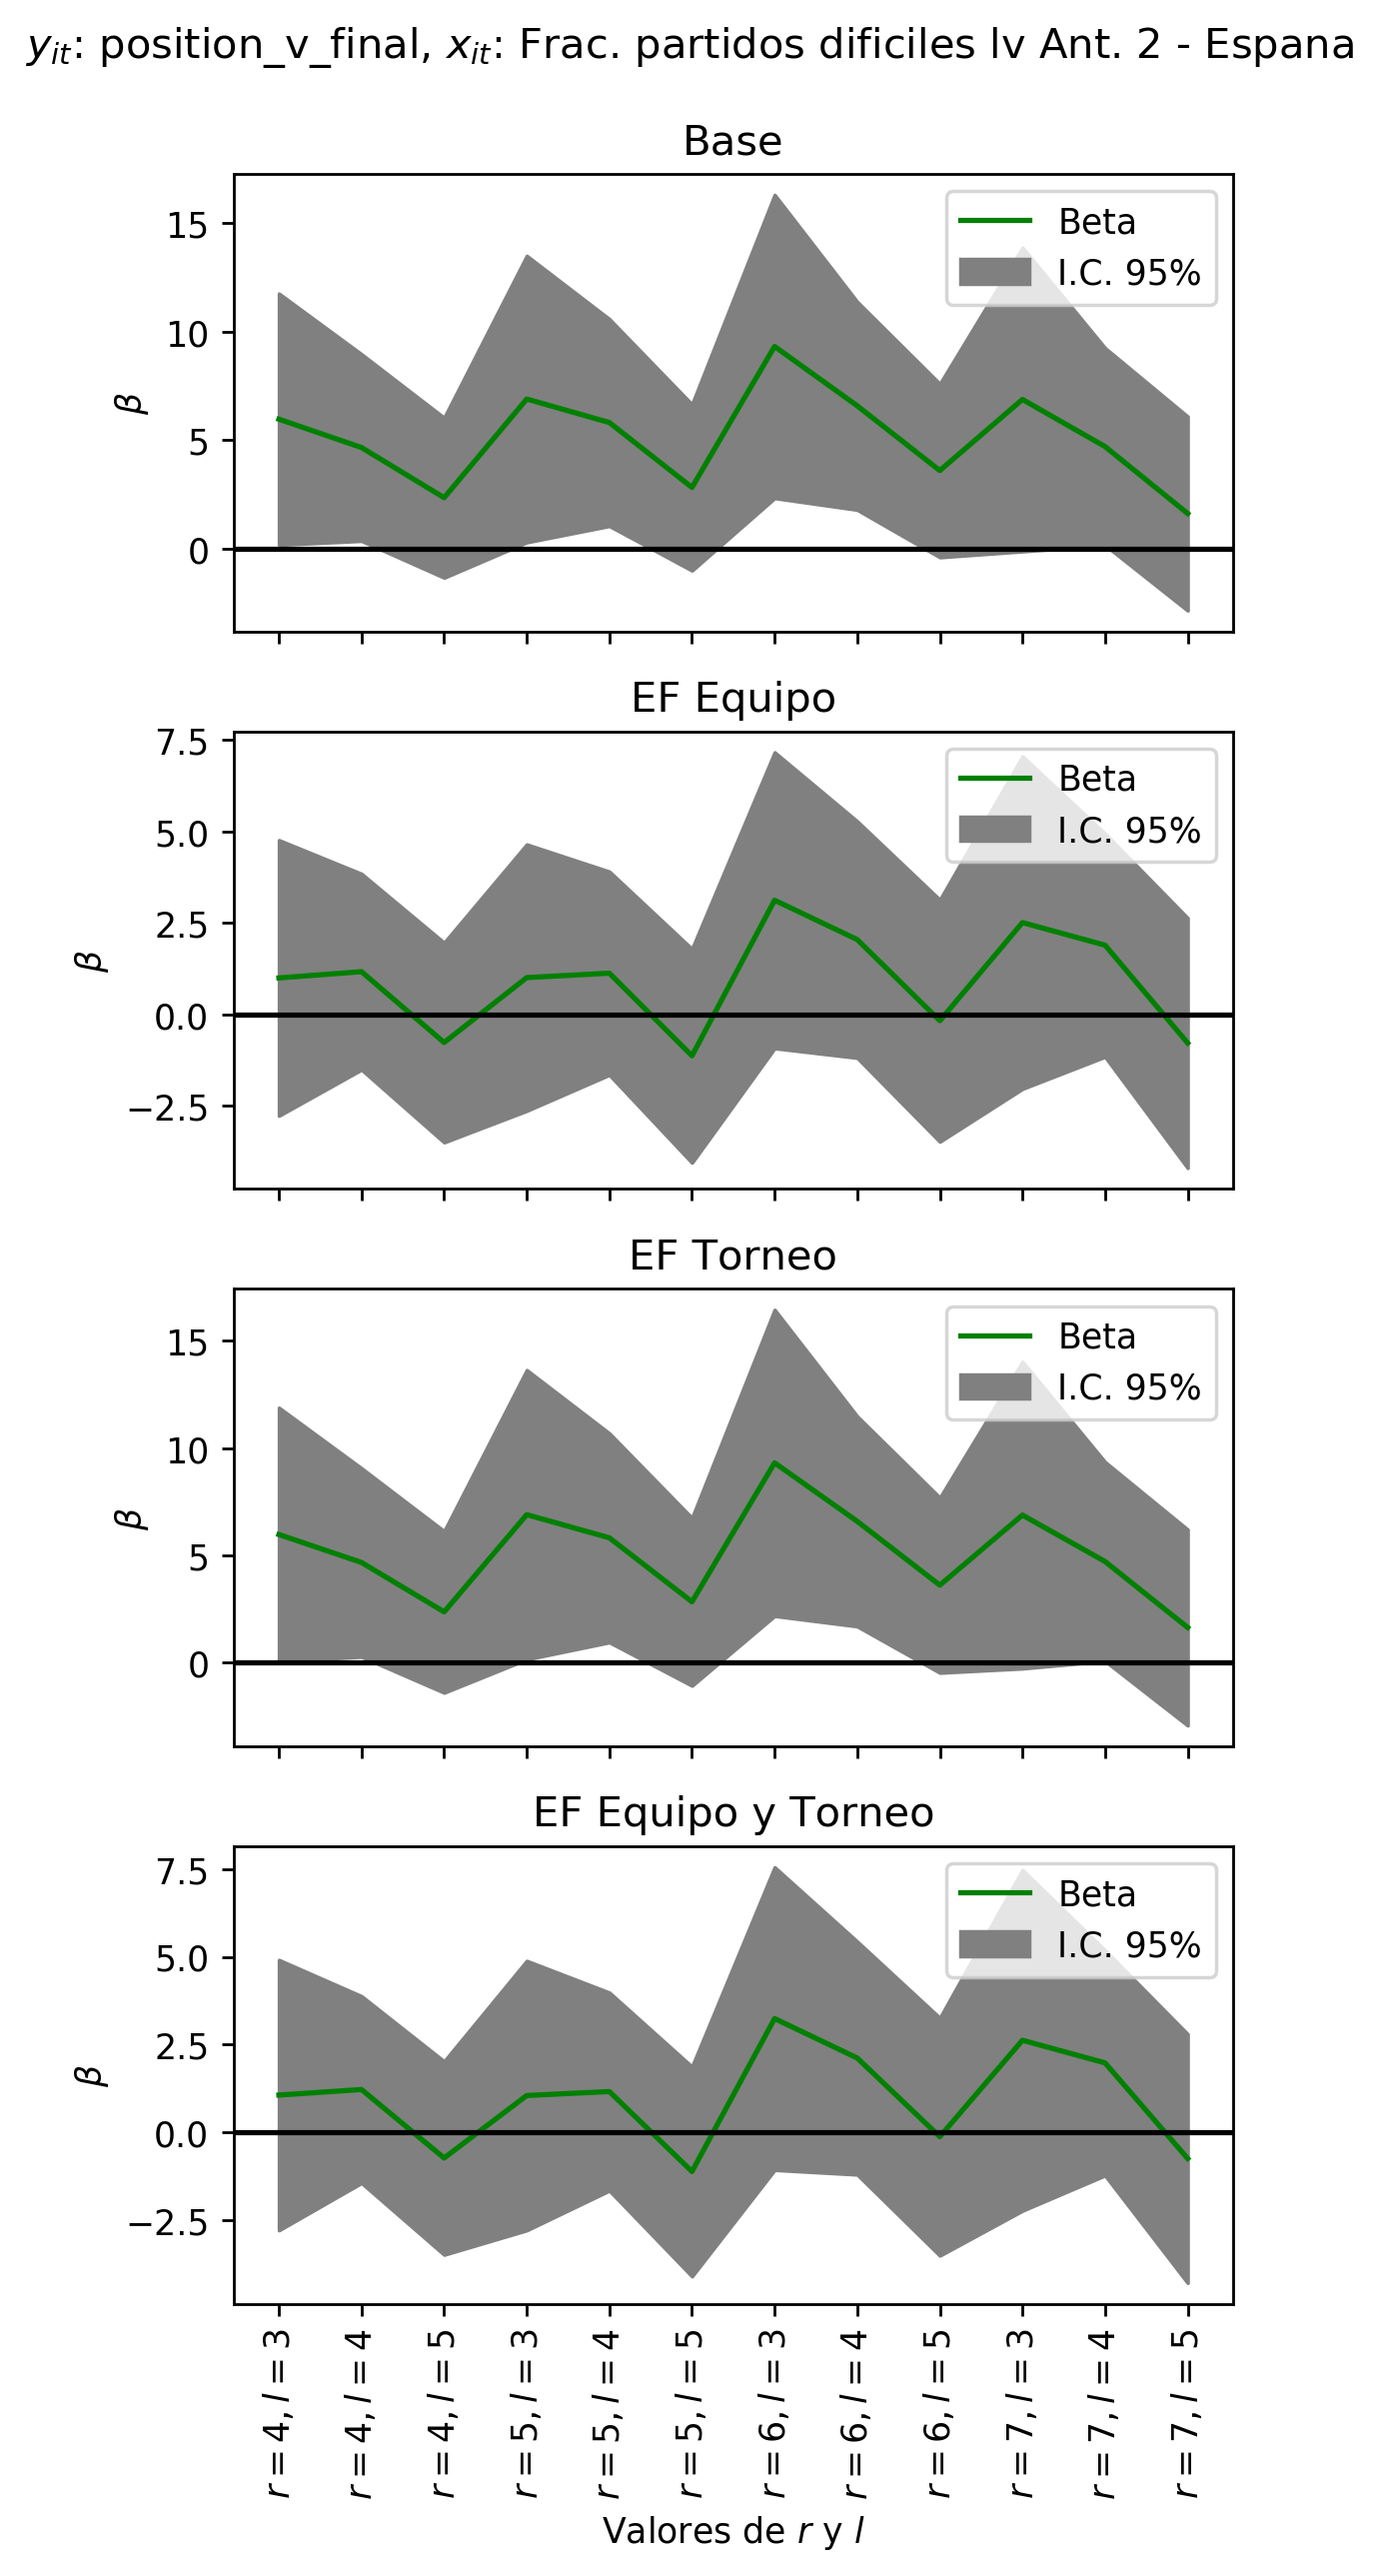 y_it: position_v_final, x_it: Frac. partidos dificiles lv Ant. 2 - Espana
Base
15
10
5
0
β
Beta
I.C. 95%
EF Equipo
7.5
5.0
2.5
0.0
−2.5
β
Beta
I.C. 95%
EF Torneo
15
10
5
0
β
Beta
I.C. 95%
EF Equipo y Torneo
7.5
5.0
2.5
0.0
−2.5
β
Beta
I.C. 95%
r = 4, l = 3
r = 4, l = 4
r = 4, l = 5
r = 5, l = 3
r = 5, l = 4
r = 5, l = 5
r = 6, l = 3
r = 6, l = 4
r = 6, l = 5
r = 7, l = 3
r = 7, l = 4
r = 7, l = 5
Valores de r y l